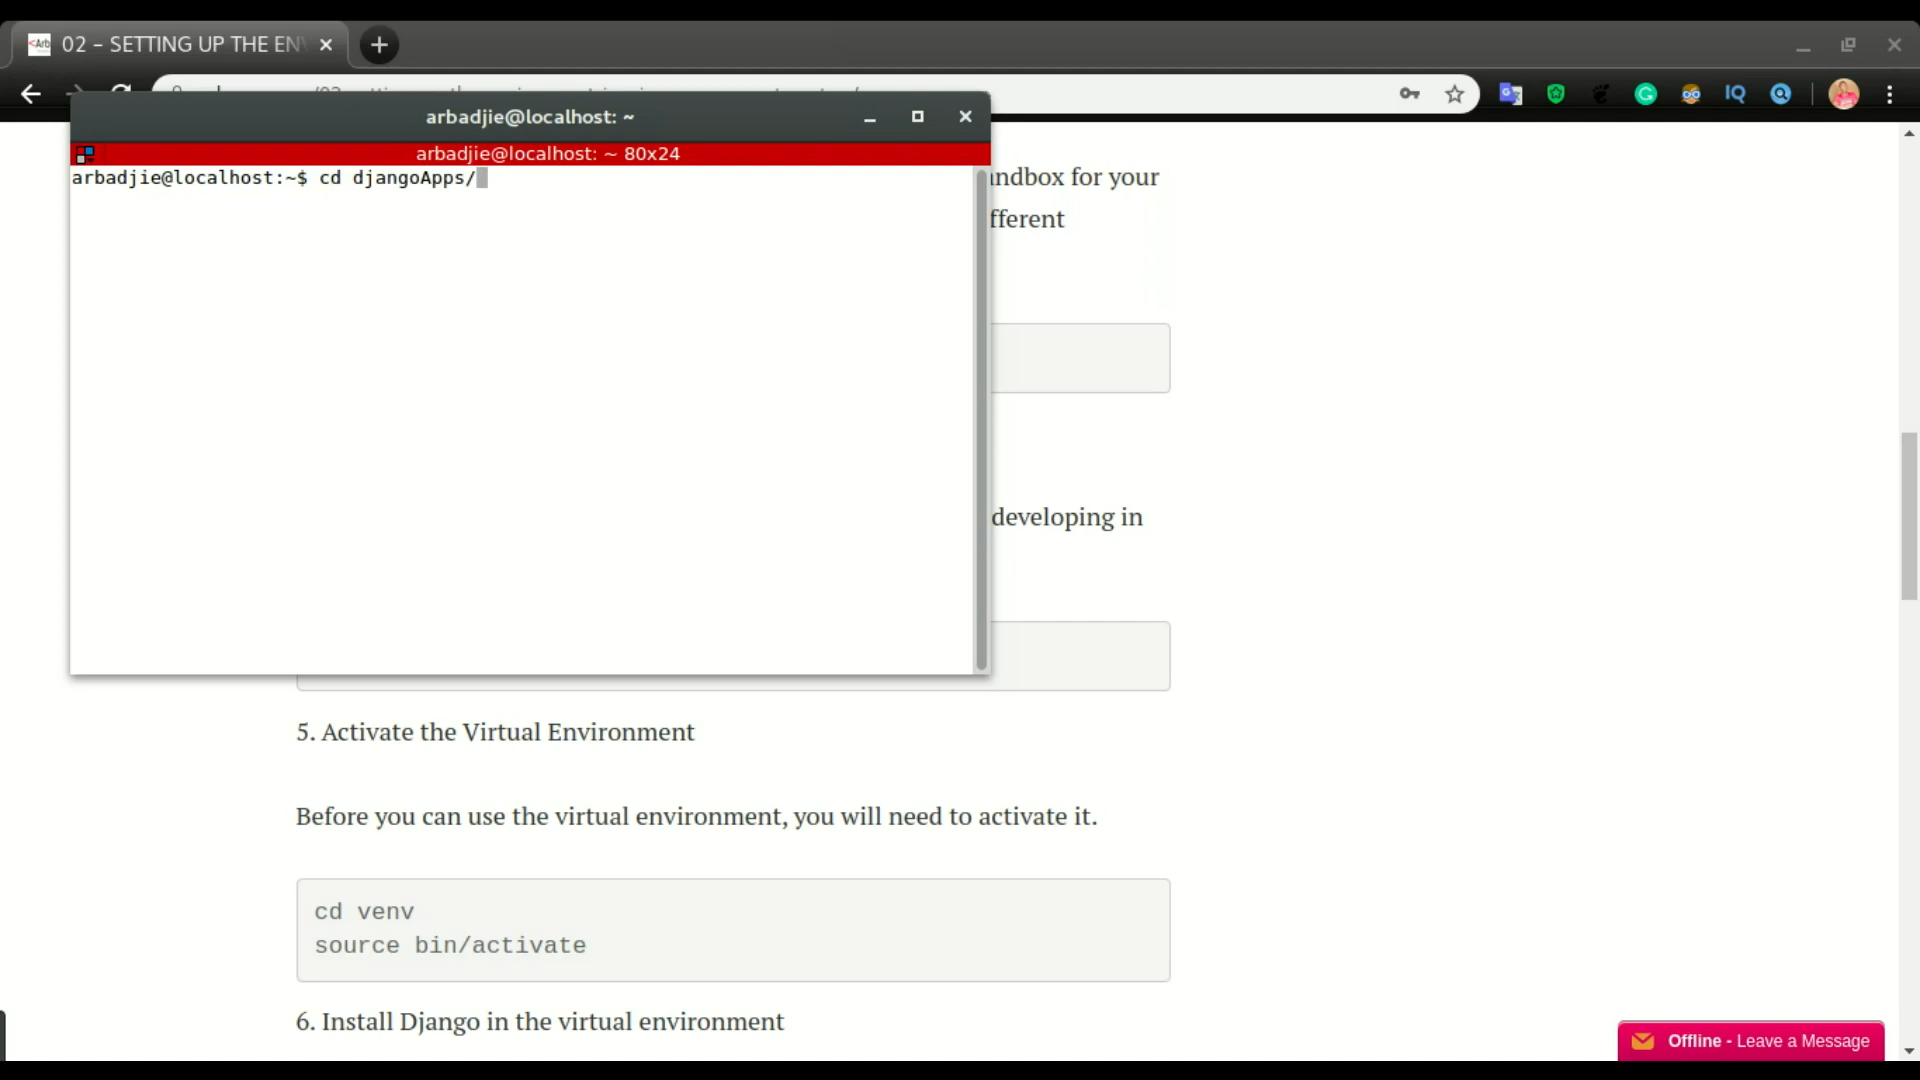 02 – SETTING UP THE EN
arbadjie@localhost: ~
arbadjie@localhost: ~ 80x24
arbadjie@localhost:~$ cd djangoApps/
ndbox for your
fferent
developing in
5. Activate the Virtual Environment
Before you can use the virtual environment, you will need to activate it.
cd venv
source bin/activate
6. Install Django in the virtual environment
Offline - Leave a Message